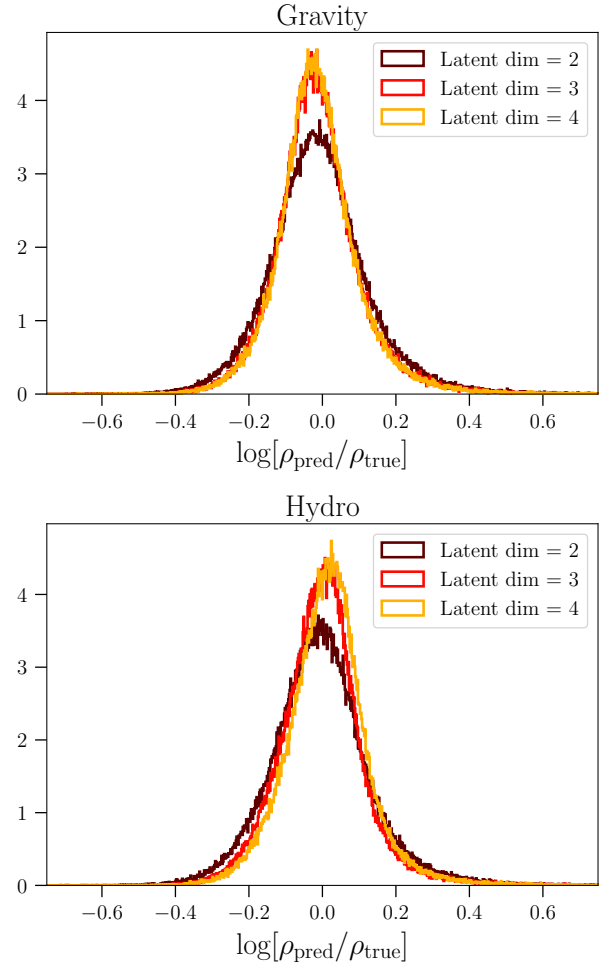 Gravity
Latent dim = 2
Latent dim = 3
Latent dim = 4
4
3
2
1
0
−0.6 −0.4 −0.2 0.0 0.2 0.4 0.6
log[ρpred/ρtrue]
Hydro
Latent dim = 2
Latent dim = 3
Latent dim = 4
4
3
2
1
0
−0.6 −0.4 −0.2 0.0 0.2 0.4 0.6
log[ρpred/ρtrue]